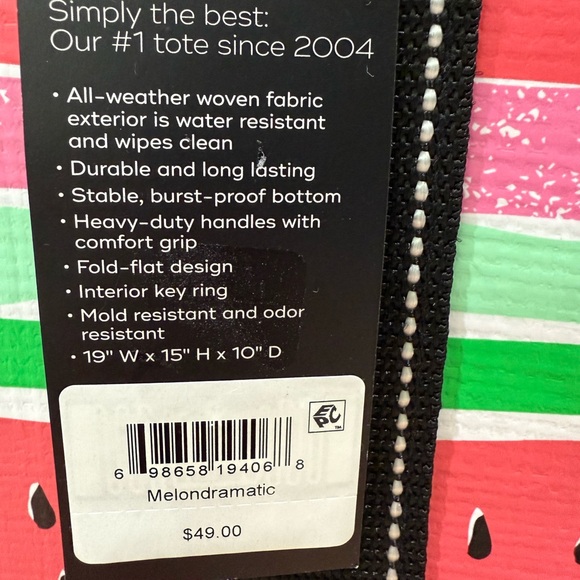 Simply the best:
Our #1 tote since 2004
• All-weather woven fabric
exterior is water resistant
and wipes clean
• Durable and long lasting
• Stable, burst-proof bottom
• Heavy-duty handles with
comfort grip
• Fold-flat design
• Interior key ring
• Mold resistant and odor
resistant
• 19" W x 15" H x 10" D
EPC
TM
6 98658 19406 8
Melondramatic
$49.00